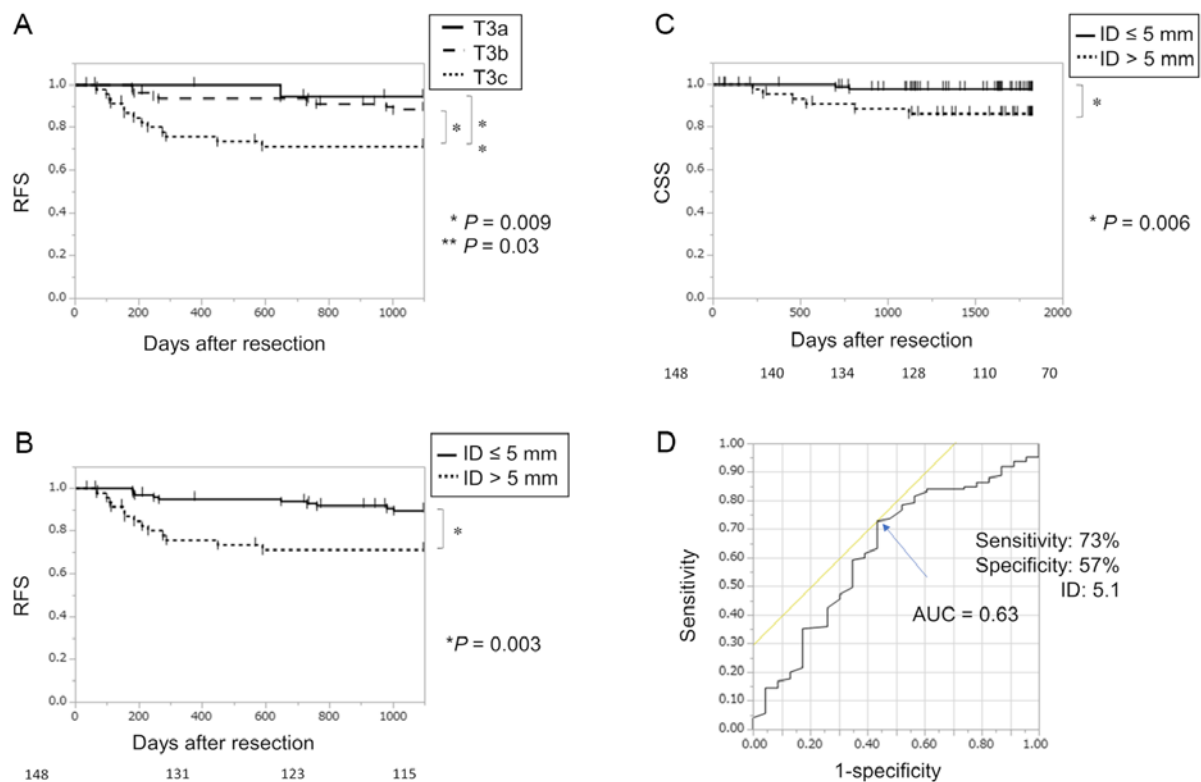 A
T3a
T3b
T3c
1.0
0.8
0.6
0.4
0.2
0.0
RFS
*
*
*
* P = 0.009
** P = 0.03
0 200 400 600 800 1000
Days after resection
C
ID ≤ 5 mm
ID > 5 mm
1.0
0.8
0.6
0.4
0.2
0.0
CSS
*
* P = 0.006
0 500 1000 1500 2000
Days after resection
148 140 134 128 110 70
B
ID ≤ 5 mm
ID > 5 mm
1.0
0.8
0.6
0.4
0.2
0.0
RFS
*
*P = 0.003
0 200 400 600 800 1000
Days after resection
148 131 123 115
D
1.00
0.90
0.80
0.70
0.60
0.50
0.40
0.30
0.20
0.10
0.00
Sensitivity
Sensitivity: 73%
Specificity: 57%
ID: 5.1
AUC = 0.63
0.00 0.20 0.40 0.60 0.80 1.00
1-specificity